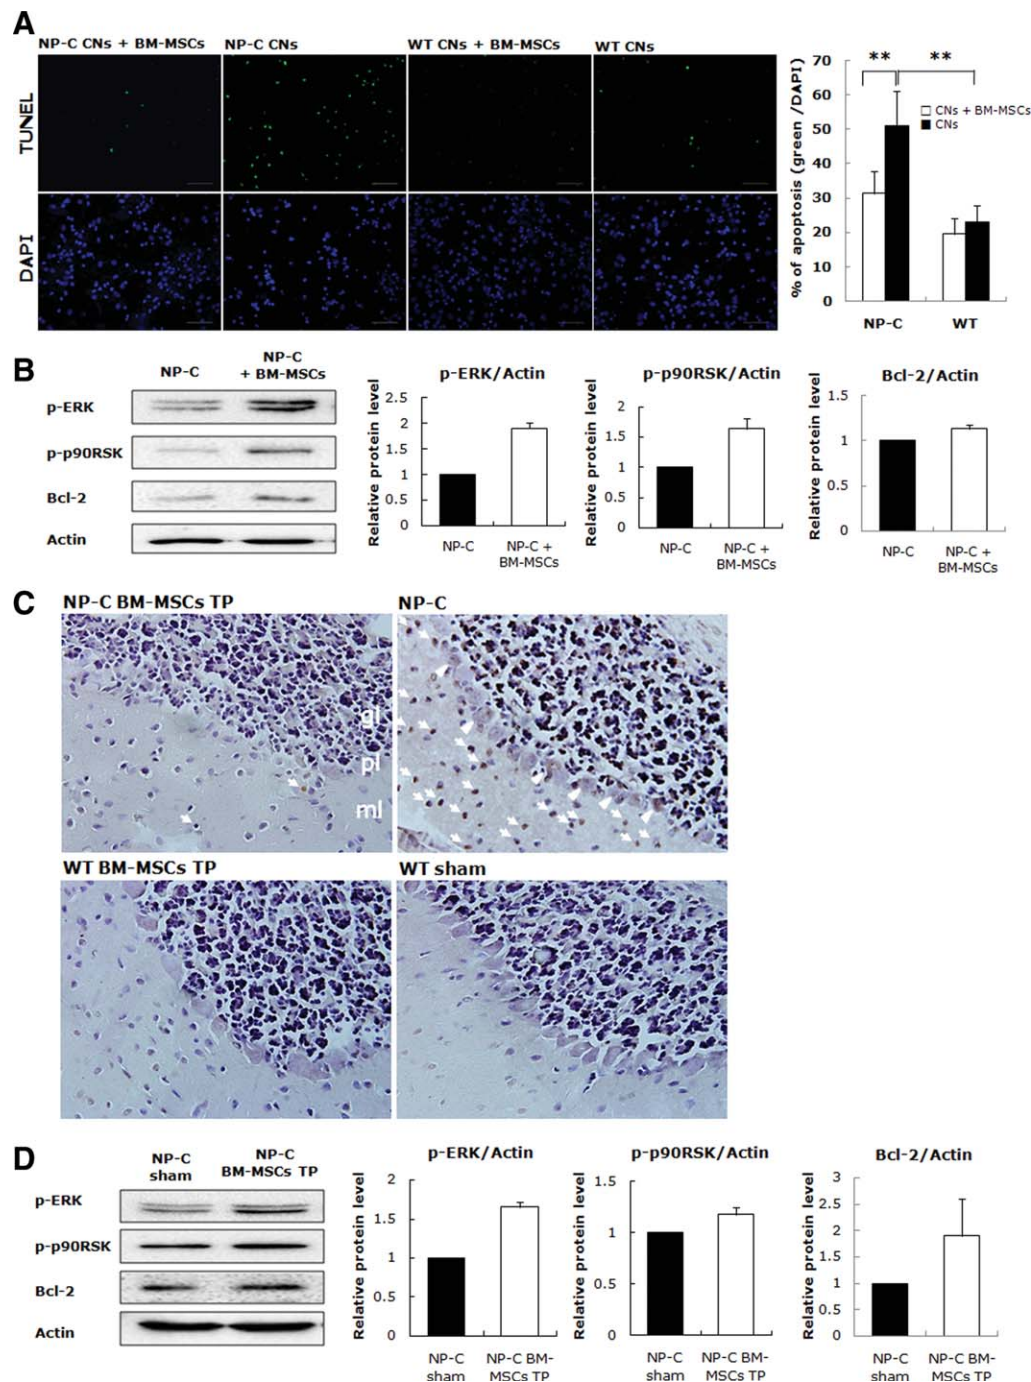 A
NP-C CNs + BM-MSCs
NP-C CNs
WT CNs + BM-MSCs
WT CNs
TUNEL
DAPI
% of apoptosis (green /DAPI)
70
60
50
40
30
20
10
0
**
**
CNs + BM-MSCs
CNs
NP-C
WT
B
NP-C
NP-C
+ BM-MSCs
p-ERK
p-p90RSK
Bcl-2
Actin
p-ERK/Actin
Relative protein level
2.5
2
1.5
1
0.5
0
NP-C
NP-C +
BM-MSCs
p-p90RSK/Actin
Relative protein level
2
1.5
1
0.5
0
NP-C
NP-C +
BM-MSCs
Bcl-2/Actin
Relative protein level
1.5
1
0.5
0
NP-C
NP-C +
BM-MSCs
C
NP-C BM-MSCs TP
NP-C
gl
pl
ml
WT BM-MSCs TP
WT sham
D
NP-C
sham
NP-C
BM-MSCs TP
p-ERK
p-p90RSK
Bcl-2
Actin
p-ERK/Actin
Relative protein level
2
1.5
1
0.5
0
NP-C
sham
NP-C BM-
MSCs TP
p-p90RSK/Actin
Relative protein level
1.5
1
0.5
0
NP-C
sham
NP-C BM-
MSCs TP
Bcl-2/Actin
Relative protein level
3
2.5
2
1.5
1
0.5
0
NP-C
sham
NP-C BM-
MSCs TP